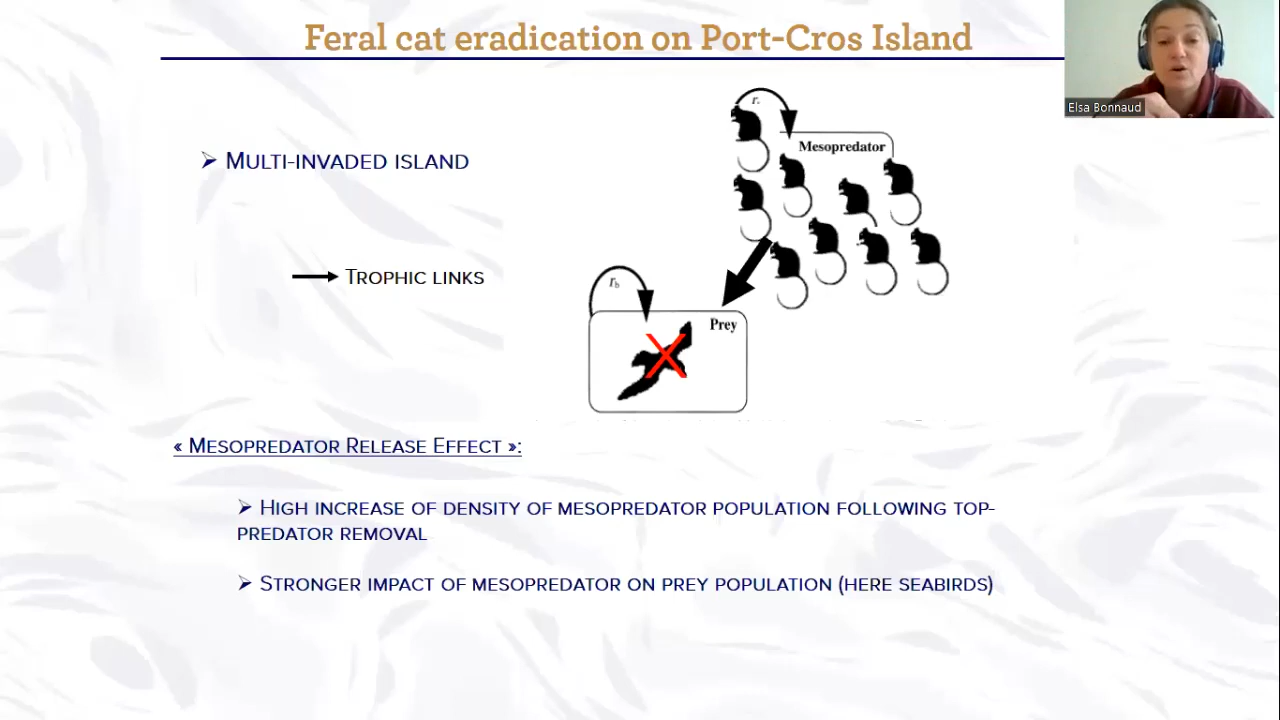 Feral cat eradication on Port-Cros Island
Elsa Bonnaud
r.
Mesopredator
➢ MULTI-INVADED ISLAND
TROPHIC LINKS
rb
Prey
« MESOPREDATOR RELEASE EFFECT »:
➢ HIGH INCREASE OF DENSITY OF MESOPREDATOR POPULATION FOLLOWING TOP-
PREDATOR REMOVAL
➢ STRONGER IMPACT OF MESOPREDATOR ON PREY POPULATION (HERE SEABIRDS)